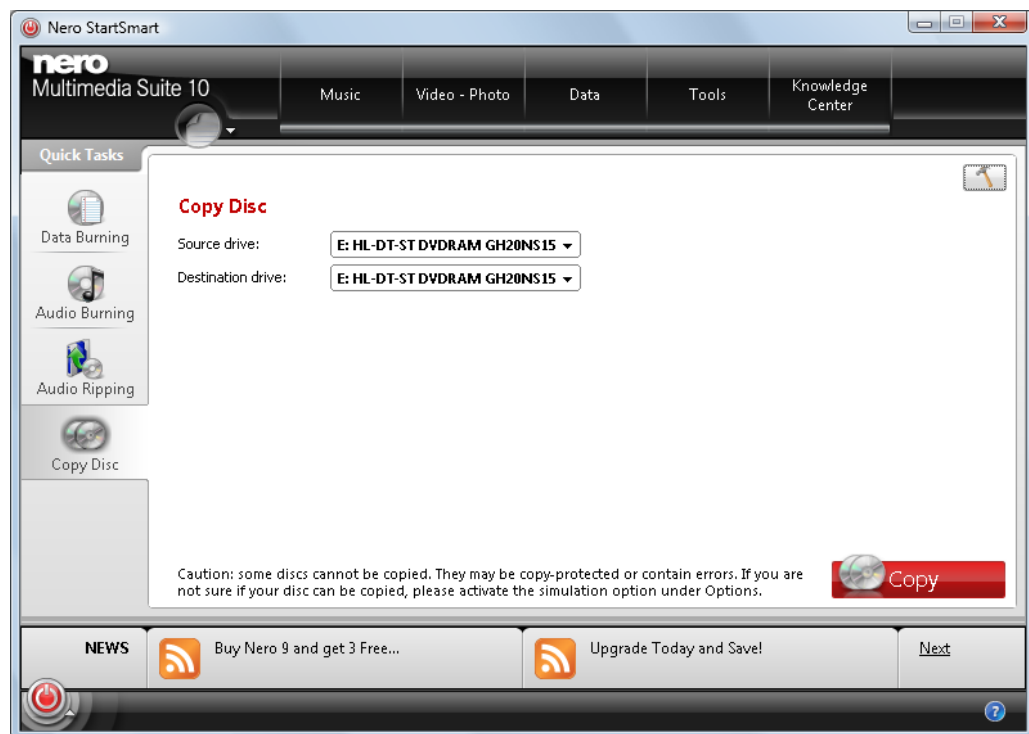 Nero StartSmart
nero
Multimedia Suite 10
Music
Video - Photo
Data
Tools
Knowledge
Center
Quick Tasks
Data Burning
Audio Burning
Audio Ripping
Copy Disc
Copy Disc
Source drive:
E: HL-DT-ST DVDRAM GH20NS15
Destination drive:
E: HL-DT-ST DVDRAM GH20NS15
Caution: some discs cannot be copied. They may be copy-protected or contain errors. If you are
not sure if your disc can be copied, please activate the simulation option under Options.
Copy
NEWS
Buy Nero 9 and get 3 Free...
Upgrade Today and Save!
Next
?